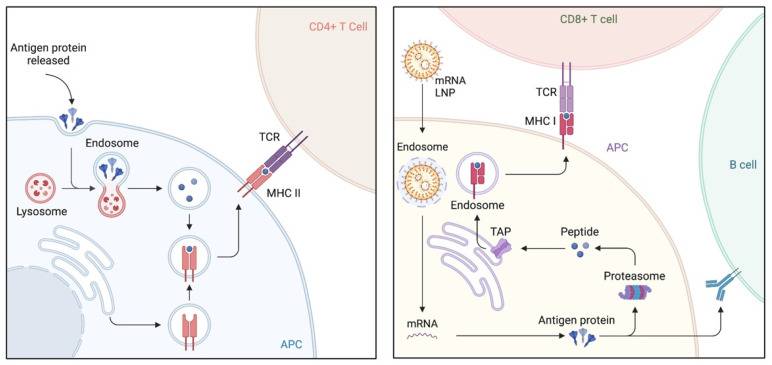 CD4+ T Cell
Antigen protein
released
Endosome
TCR
MHC II
Lysosome
APC
CD8+ T cell
mRNA
LNP
TCR
MHC I
APC
Endosome
B cell
Endosome
TAP
Peptide
Proteasome
mRNA
Antigen protein